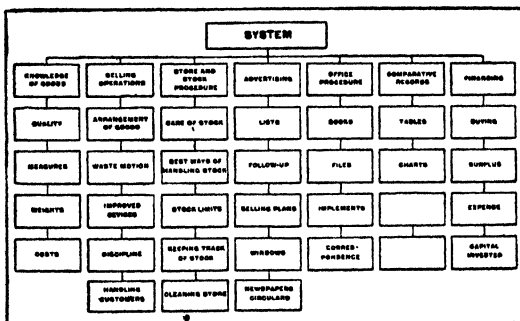 SYSTEM
KNOWLEDGE
OF GOODS
SELLING
OPERATIONS
STORE AND
STOCK
PROCEDURE
ADVERTISING
OFFICE
PROCEDURE
COMPARATIVE
RECORDS
FINANCING
QUALITY
ARRANGEMENT
OF GOODS
CARE OF STOCK
LISTS
BOOKS
TABLES
BUYING
MEASURES
WASTE MOTION
BEST WAYS OF
HANDLING STOCK
FOLLOW-UP
FILES
CHARTS
SURPLUS
WEIGHTS
IMPROVED
DEVICES
STOCK LIMITS
SELLING PLANS
IMPLEMENTS
EXPENSE
COSTS
DISCIPLINE
KEEPING TRACK
OF STOCK
WINDOWS
CORRES-
PONDENCE
CAPITAL
INVESTED
HANDLING
CUSTOMERS
CLEANING STORE
NEWSPAPERS
CIRCULARS